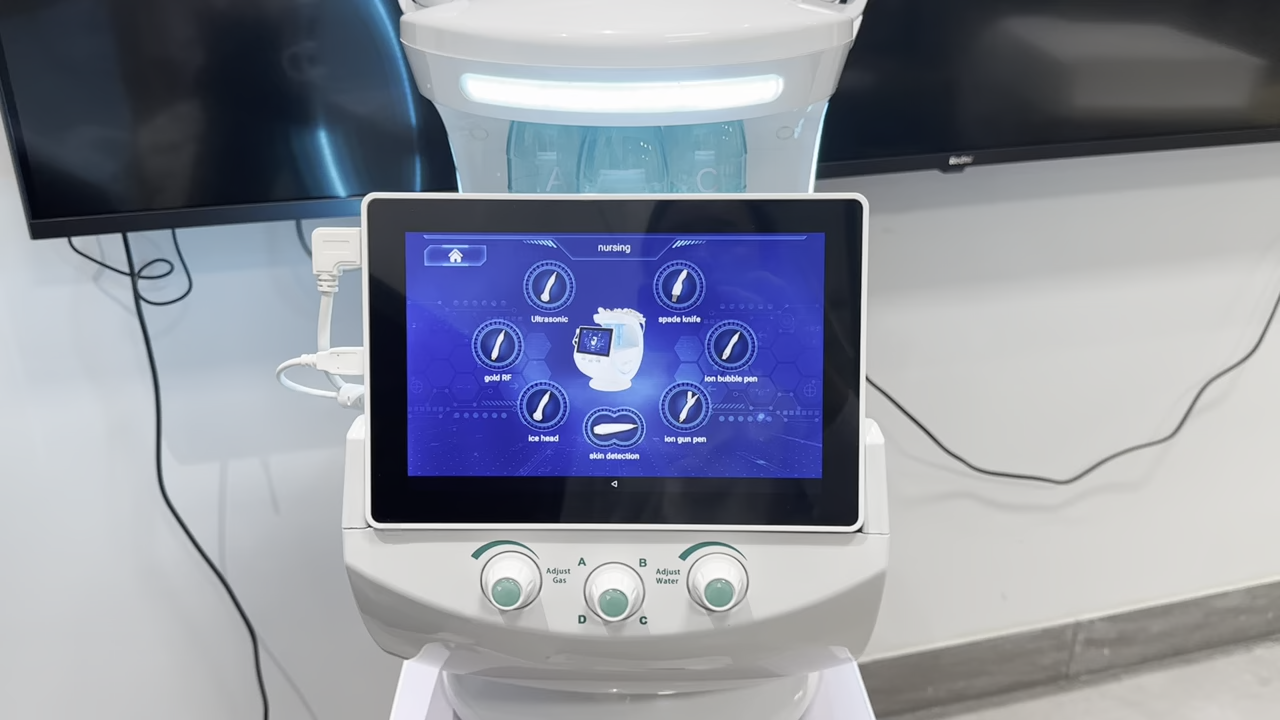 A
C
nursing
Ultrasonic
spade knife
gold RF
ion bubble pen
ice head
ion gun pen
skin detection
Adjust
Gas
A
B
Adjust
Water
D
C